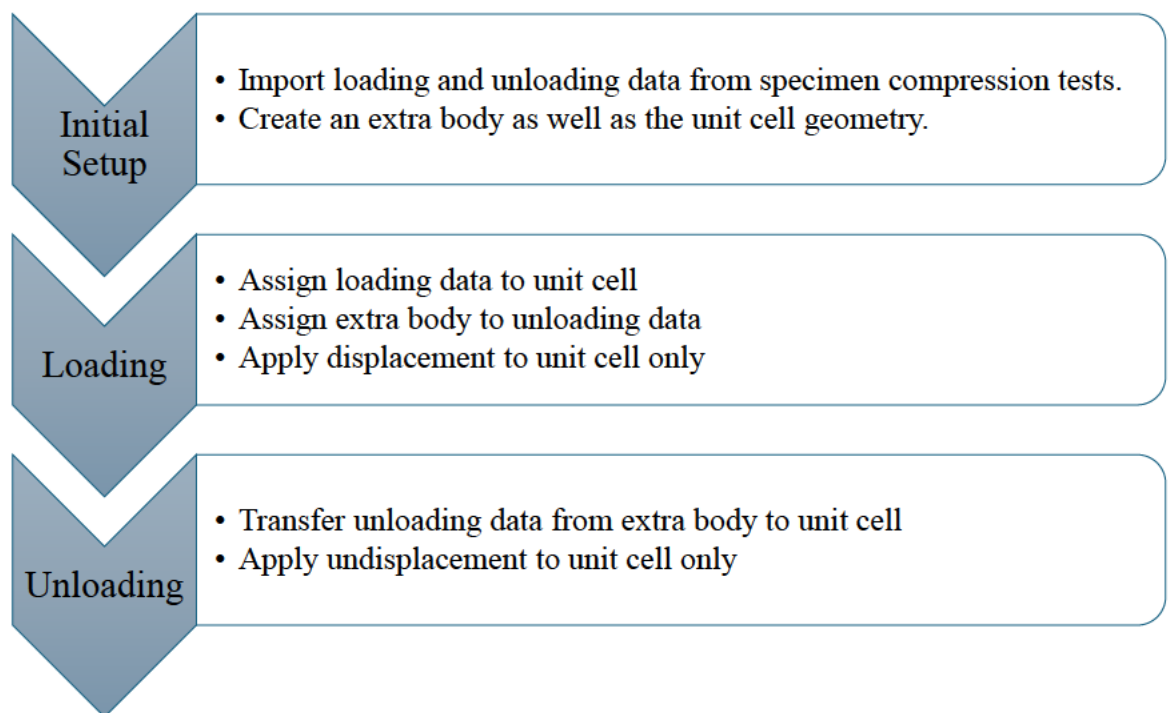 Initial
Setup
• Import loading and unloading data from specimen compression tests.
• Create an extra body as well as the unit cell geometry.
Loading
• Assign loading data to unit cell
• Assign extra body to unloading data
• Apply displacement to unit cell only
Unloading
• Transfer unloading data from extra body to unit cell
• Apply undisplacement to unit cell only